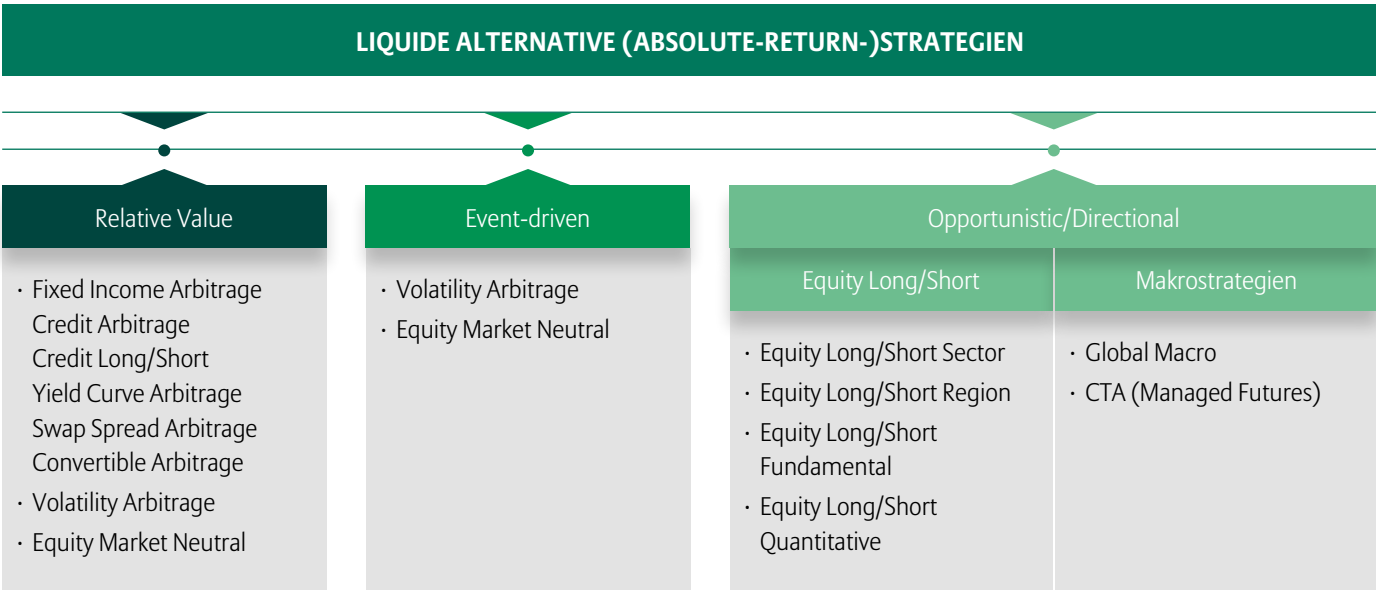 LIQUIDE ALTERNATIVE (ABSOLUTE-RETURN-)STRATEGIEN
Relative Value
· Fixed Income Arbitrage
Credit Arbitrage
Credit Long/Short
Yield Curve Arbitrage
Swap Spread Arbitrage
Convertible Arbitrage
· Volatility Arbitrage
· Equity Market Neutral
Event-driven
· Volatility Arbitrage
· Equity Market Neutral
Opportunistic/Directional
Equity Long/Short
· Equity Long/Short Sector
· Equity Long/Short Region
· Equity Long/Short
Fundamental
· Equity Long/Short
Quantitative
Makrostrategien
· Global Macro
· CTA (Managed Futures)